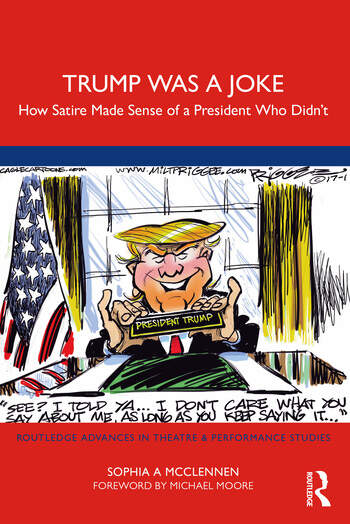 TRUMP WAS A JOKE
How Satire Made Sense of a President Who Didn't
CAGLECARTOONS.com www.MILTPRIGGEE.com PRIGGEE
©17-1
PRESIDENT TRUMP
"SEE? I TOLD YA... I DON'T CARE WHAT YOU
SAY ABOUT ME, AS LONG AS YOU KEEP SAYING IT..."
ROUTLEDGE ADVANCES IN THEATRE & PERFORMANCE STUDIES
SOPHIA A MCCLENNEN
FOREWORD BY MICHAEL MOORE
R
ROUTLEDGE